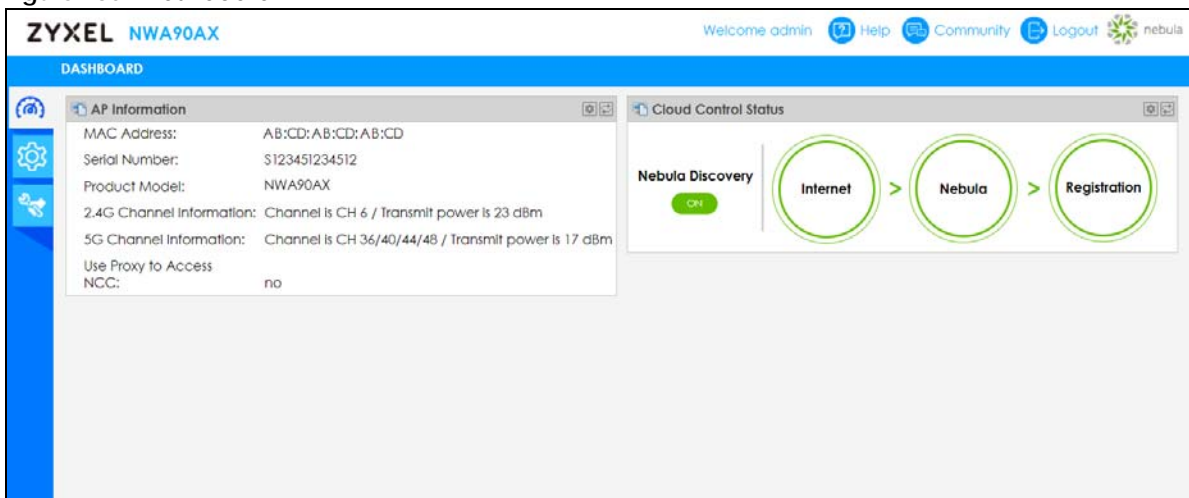 ZYXEL NWA90AX
Welcome admin Help Community Logout nebula
DASHBOARD
AP Information
MAC Address: AB:CD:AB:CD:AB:CD
Serial Number: S123451234512
Product Model: NWA90AX
2.4G Channel Information: Channel is CH 6 / Transmit power is 23 dBm
5G Channel Information: Channel is CH 36/40/44/48 / Transmit power is 17 dBm
Use Proxy to Access
NCC: no
Cloud Control Status
Nebula Discovery
ON
Internet > Nebula > Registration